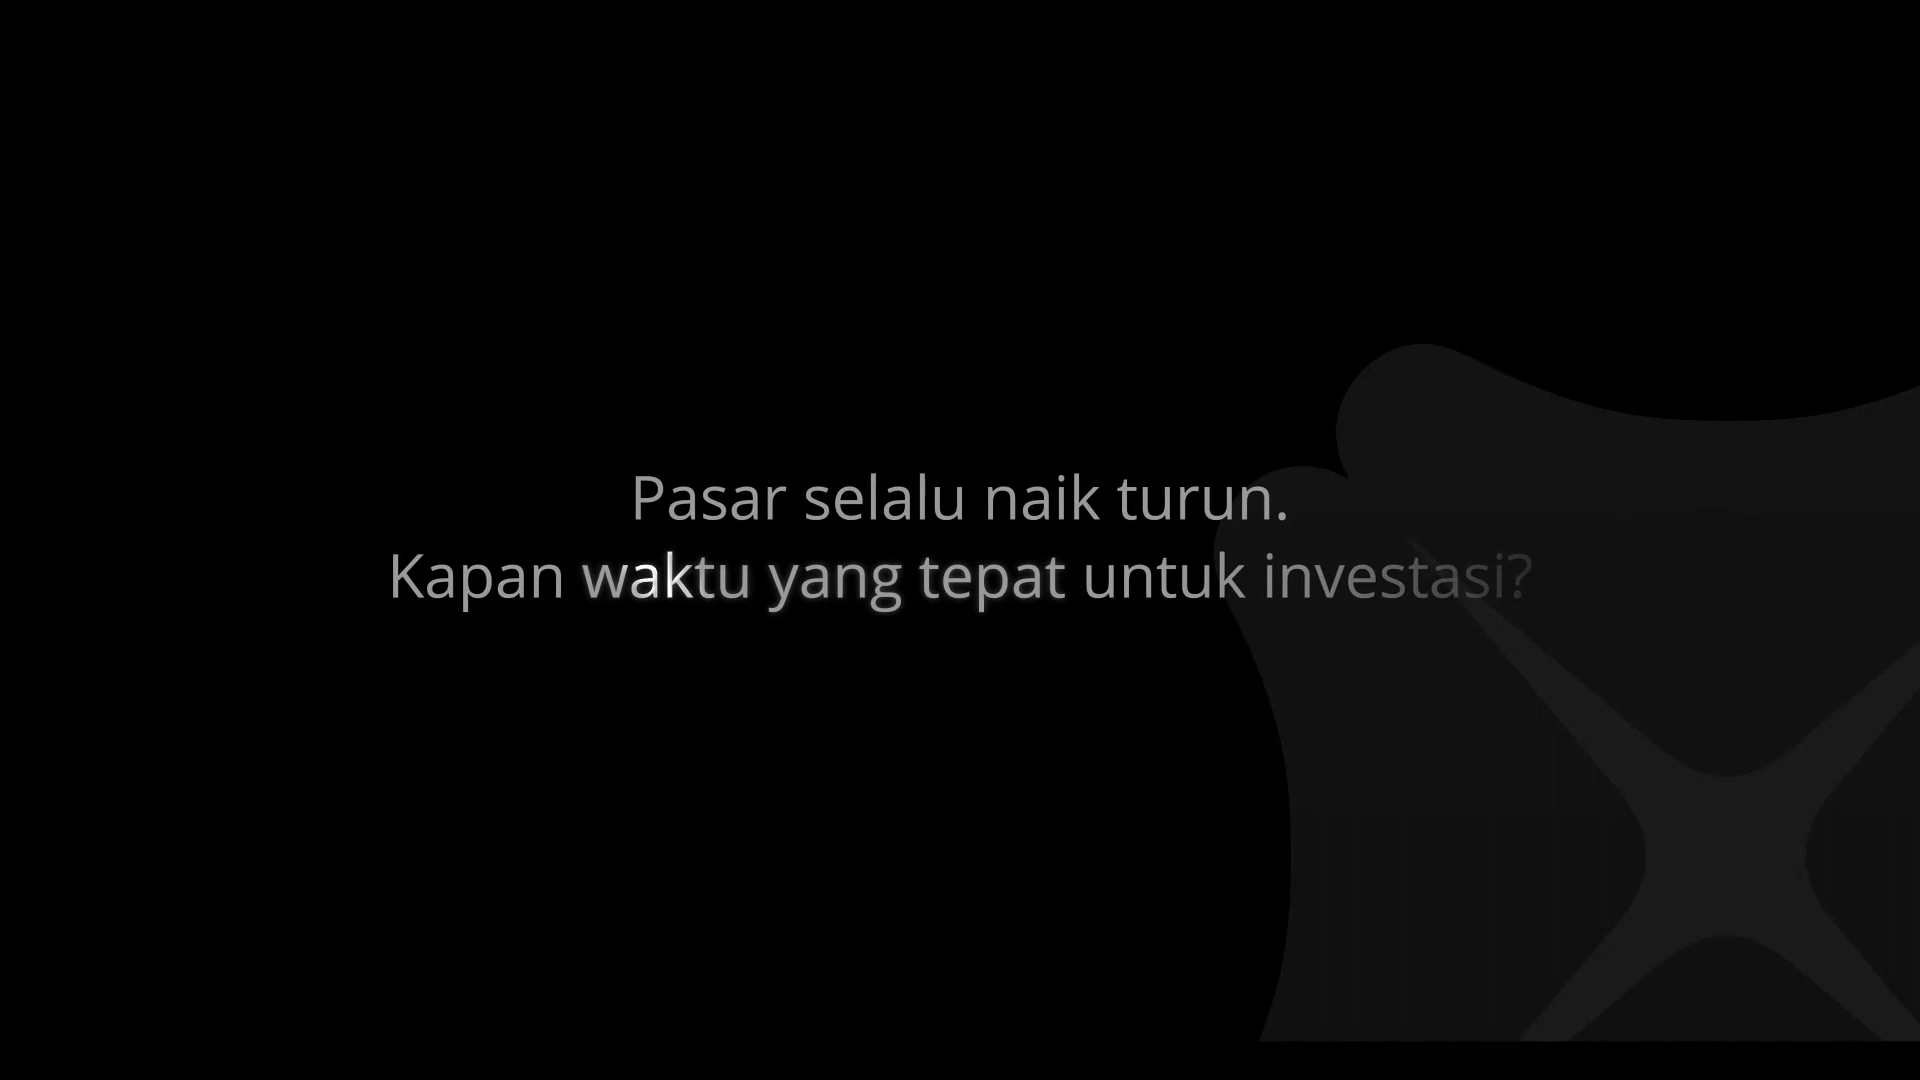 Pasar selalu naik turun.
Kapan waktu yang tepat untuk investasi?